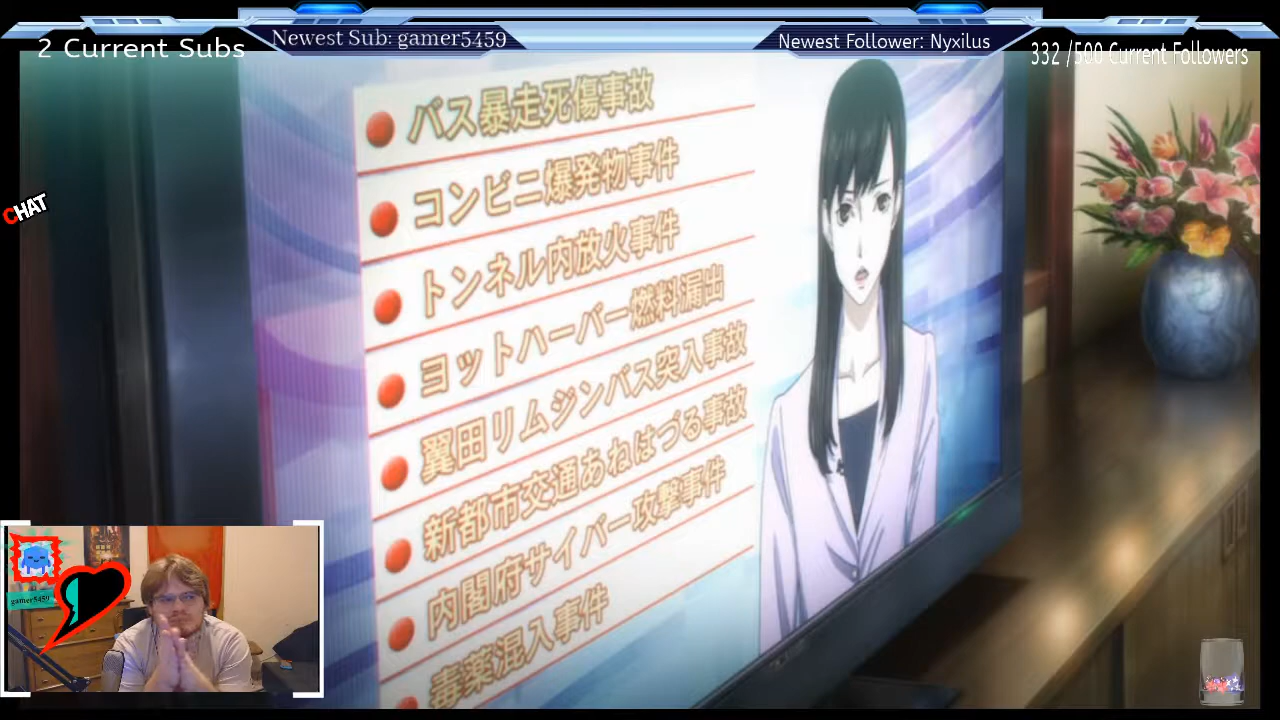 2 Current Subs
Newest Sub: gamer5459
Newest Follower: Nyxilus
332 /500 Current Followers
CHAT
バス暴走死傷事故
コンビニ爆発物事件
トンネル内放火事件
ヨットハーバー燃料漏出
翼田リムジンバス突入事故
新都市交通あねはづる事故
内閣府サイバー攻撃事件
毒薬混入事件
gamer5459